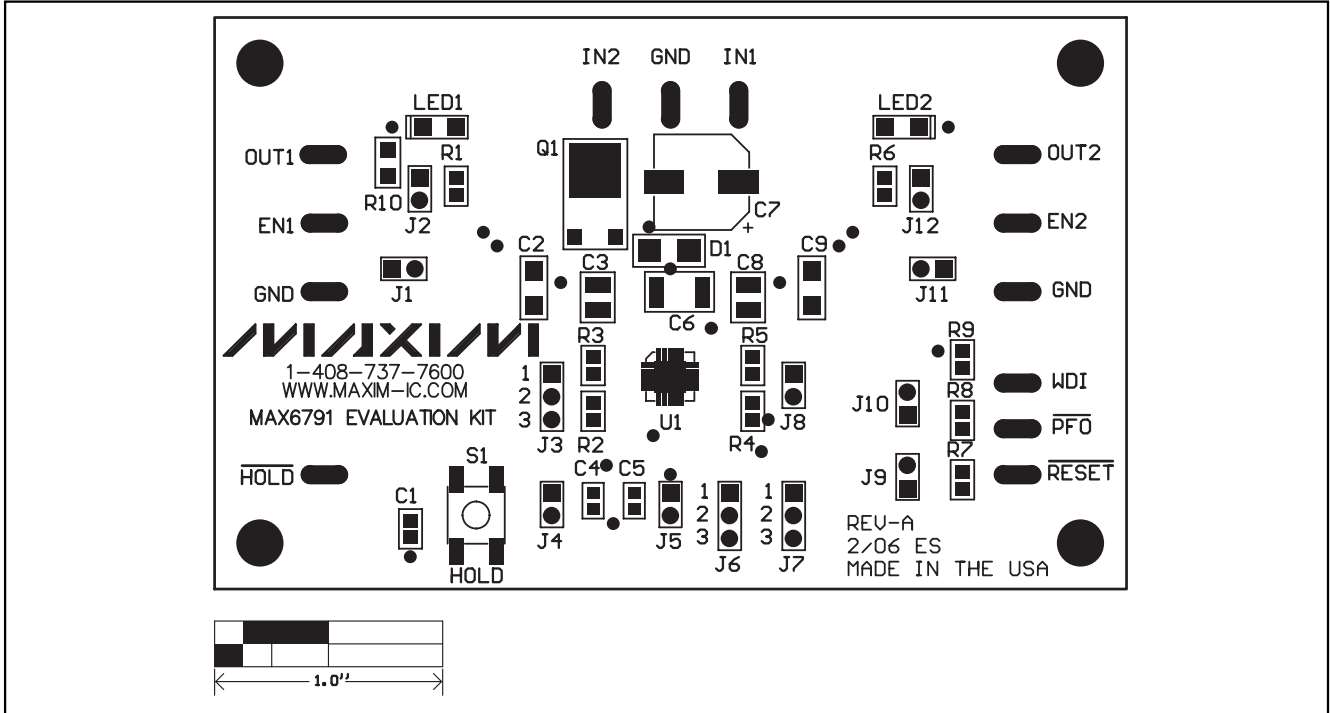 IN2 GND IN1
LED1 LED2
OUT1 R1 Q1 R6 OUT2
R10 J2 C7 + J12
EN1 EN2
C2 D1 C9
C3 C8
GND J1 J11 GND
C6
MAXIM
R3 R5 R9
1-408-737-7600
WWW.MAXIM-IC.COM
MAX6791 EVALUATION KIT
1
2
3
J3 R2 U1 R4 J8
J10 R8 WDI
PFO
R7
HOLD S1 J9 RESET
C1 C4 C5
J4 J5
1
2
3
J6
1
2
3
J7
HOLD
REV-A
2/06 ES
MADE IN THE USA
1.0"